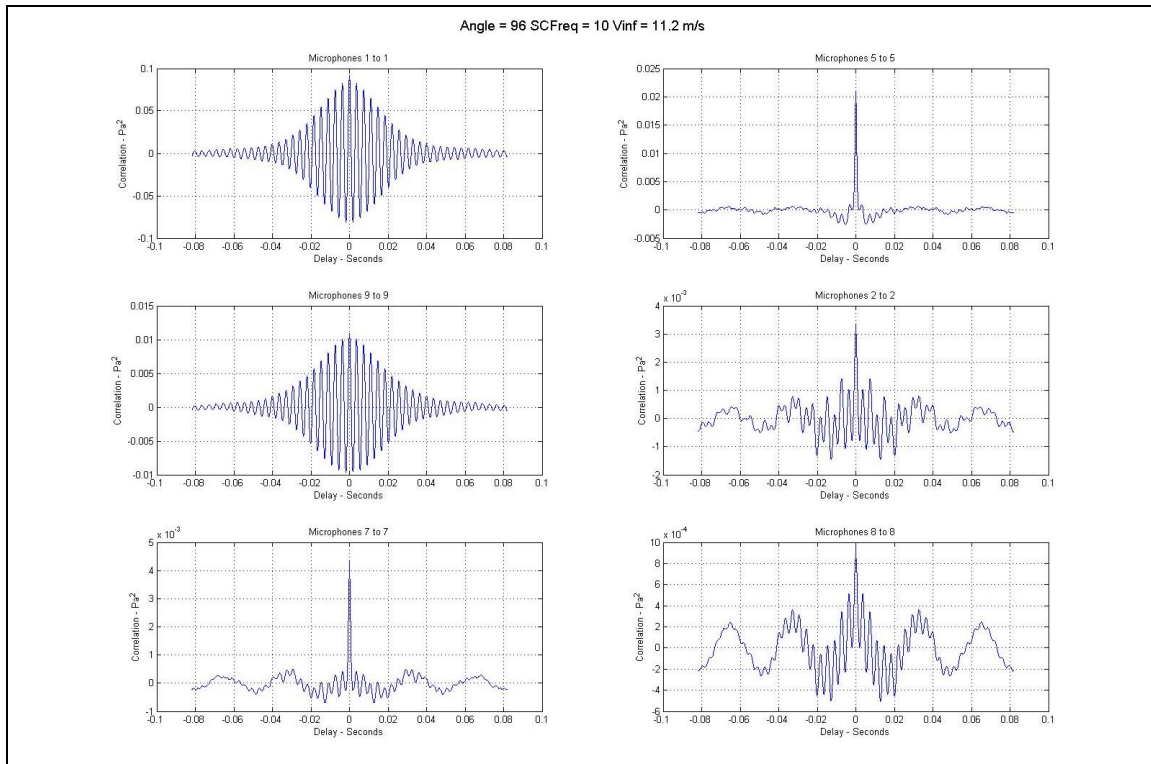 Angle = 96 SCFreq = 10 Vinf = 11.2 m/s
Microphones 1 to 1
0.1
0.05
0
-0.05
-0.1
Correlation - Pa²
-0.1 -0.08 -0.06 -0.04 -0.02 0 0.02 0.04 0.06 0.08 0.1
Delay - Seconds
Microphones 5 to 5
0.025
0.02
0.015
0.01
0.005
0
-0.005
Correlation - Pa²
-0.1 -0.08 -0.06 -0.04 -0.02 0 0.02 0.04 0.06 0.08 0.1
Delay - Seconds
Microphones 9 to 9
0.015
0.01
0.005
0
-0.005
-0.01
Correlation - Pa²
-0.1 -0.08 -0.06 -0.04 -0.02 0 0.02 0.04 0.06 0.08 0.1
Delay - Seconds
x 10⁻³
Microphones 2 to 2
4
3
2
1
0
-1
-2
Correlation - Pa²
-0.1 -0.08 -0.06 -0.04 -0.02 0 0.02 0.04 0.06 0.08 0.1
Delay - Seconds
x 10⁻³
Microphones 7 to 7
5
4
3
2
1
0
-1
Correlation - Pa²
-0.1 -0.08 -0.06 -0.04 -0.02 0 0.02 0.04 0.06 0.08 0.1
Delay - Seconds
x 10⁻⁴
Microphones 8 to 8
10
8
6
4
2
0
-2
-4
-6
Correlation - Pa²
-0.1 -0.08 -0.06 -0.04 -0.02 0 0.02 0.04 0.06 0.08 0.1
Delay - Seconds